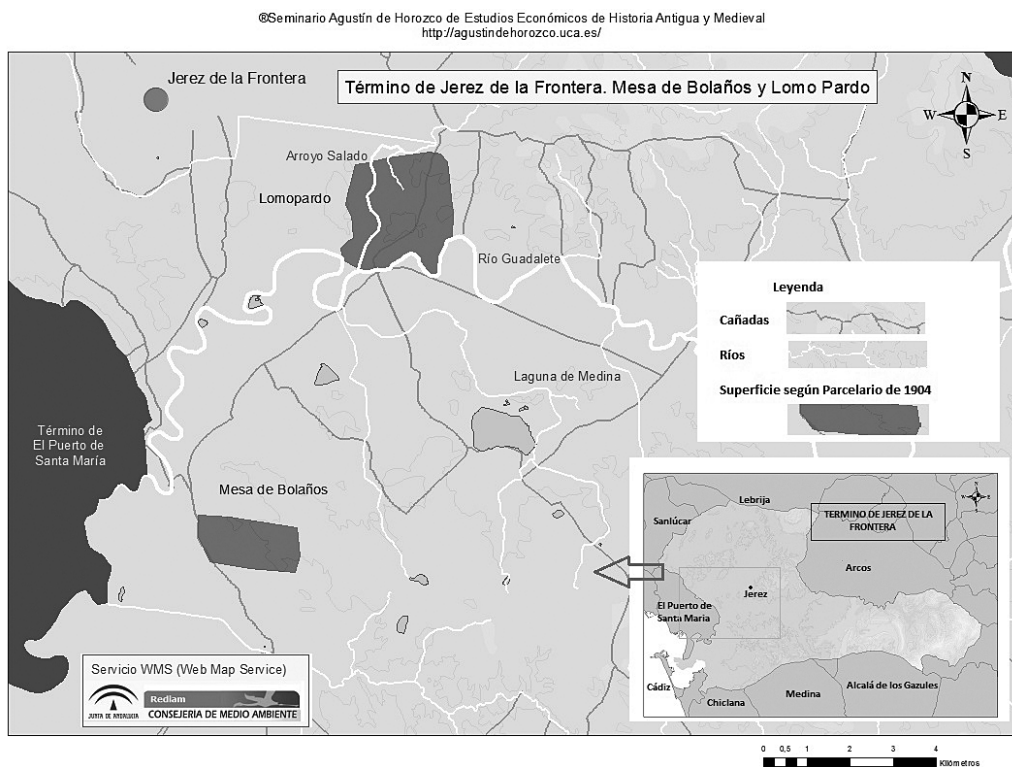 ®Seminario Agustín de Horozco de Estudios Económicos de Historia Antigua y Medieval
http://agustindehorozco.uca.es/
Jerez de la Frontera
Término de Jerez de la Frontera. Mesa de Bolaños y Lomo Pardo
N
W
E
S
Arroyo Salado
Lomopardo
Río Guadalete
Leyenda
Cañadas
Ríos
Superficie según Parcelario de 1904
Laguna de Medina
Término de
El Puerto de
Santa María
Mesa de Bolaños
Lebrija
Sanlúcar
TERMINO DE JEREZ DE LA
FRONTERA
N
W
E
S
Arcos
Jerez
El Puerto de
Santa Maria
Cádiz
Chiclana
Medina
Alcalá de los Gazules
Servicio WMS (Web Map Service)
JUNTA DE ANDALUCIA
Rediam
CONSEJERIA DE MEDIO AMBIENTE
0 0,5 1 2 3 4
Kilómetros